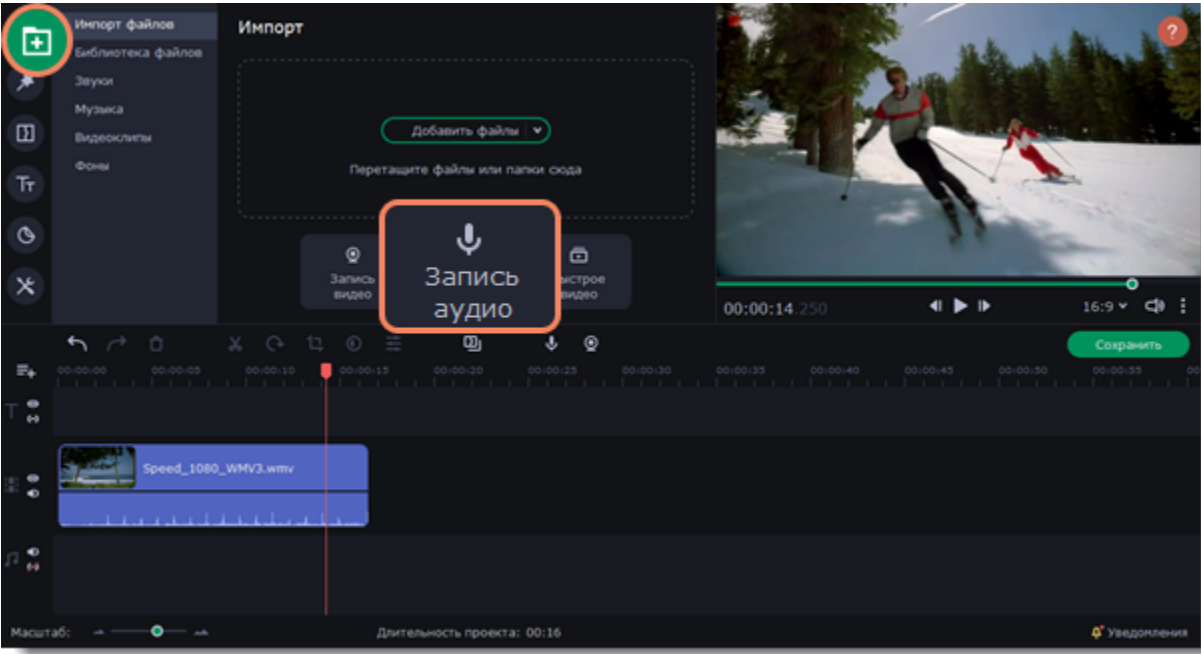 Импорт файлов
Библиотека файлов
Звуки
Музыка
Видеоклипы
Фоны
Импорт
Добавить файлы
Перетащите файлы или папки сюда
Запись
видео
Запись
аудио
ыстрое
видео
?
00:00:14.250
16:9
Сохранить
00:00:00 00:00:05 00:00:10 00:00:15 00:00:20 00:00:25 00:00:30 00:00:35 00:00:40 00:00:45 00:00:50 00:00:55 00
Speed_1080_WMV3.wmv
Масштаб:
Длительность проекта: 00:16
Уведомления